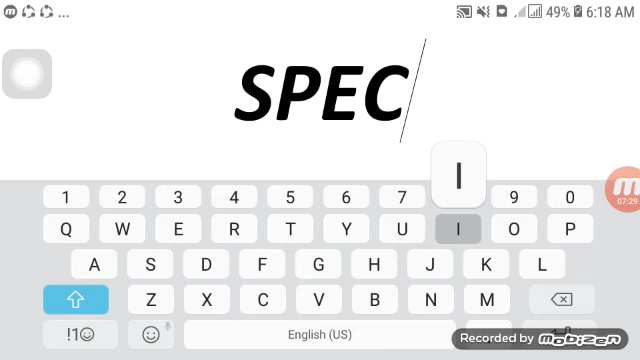 ... 49% 6:18 AM
SPEC
I
1 2 3 4 5 6 7 9 0
Q W E R T Y U I O P
A S D F G H J K L
Z X C V B N M
!1☺ English (US)
07:29
Recorded by mobizen